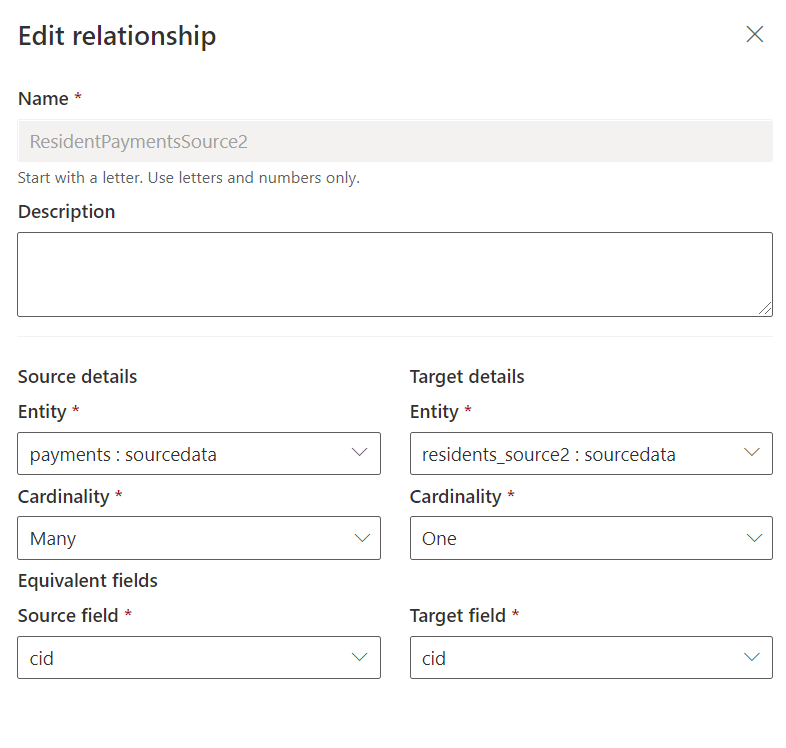 Edit relationship
Name *
ResidentPaymentsSource2
Start with a letter. Use letters and numbers only.
Description
Source details
Target details
Entity *
Entity *
payments : sourcedata
residents_source2 : sourcedata
Cardinality *
Cardinality *
Many
One
Equivalent fields
Source field *
Target field *
cid
cid